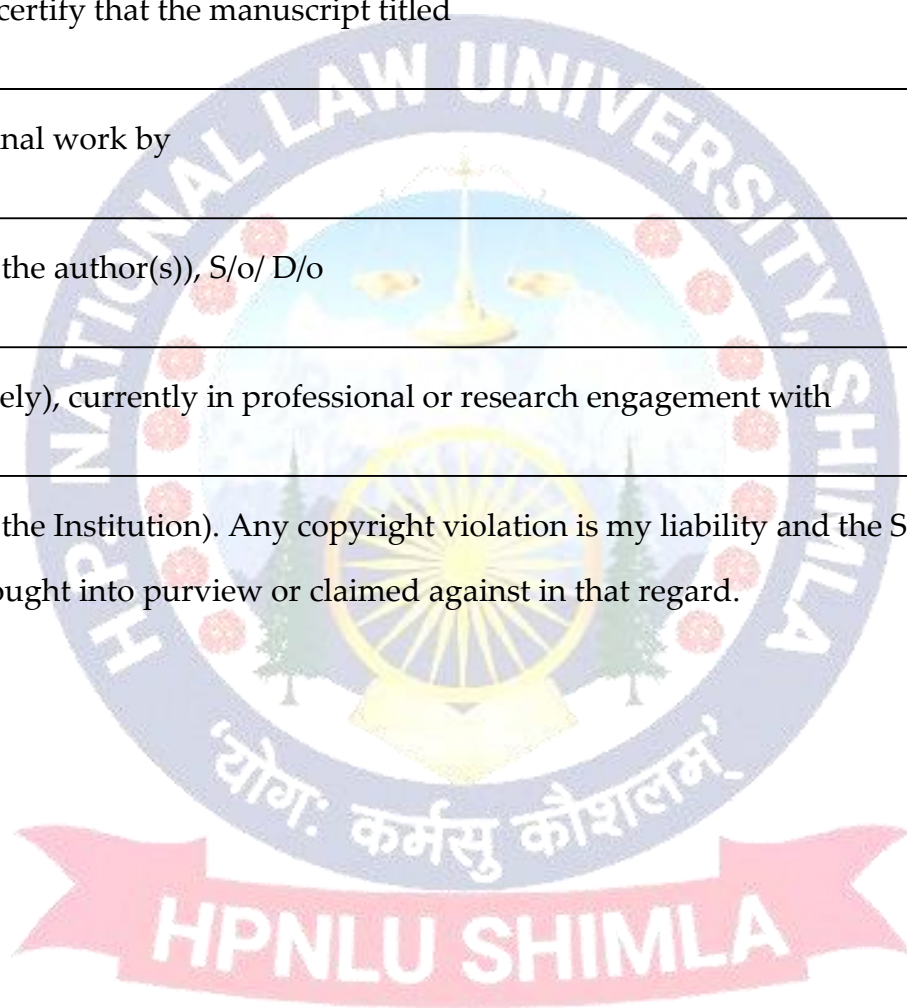 certify that the manuscript titled
HP NATIONAL LAW UNIVERSITY, SHIMLA
nal work by
the author(s)), S/o/ D/o
ely), currently in professional or research engagement with
the Institution). Any copyright violation is my liability and the S
ought into purview or claimed against in that regard.
'योग: कर्मसु कौशलम्'
HPNLU SHIMLA